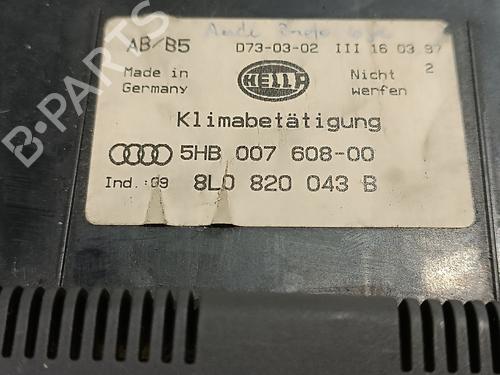 Audi
AB/B5 D73-03-02 III 16 03 97
Made in Germany HELLA Nicht werfen 2
Klimabetätigung
5HB 007 608-00
Ind.:09 8L0 820 043 B
B-PARTS